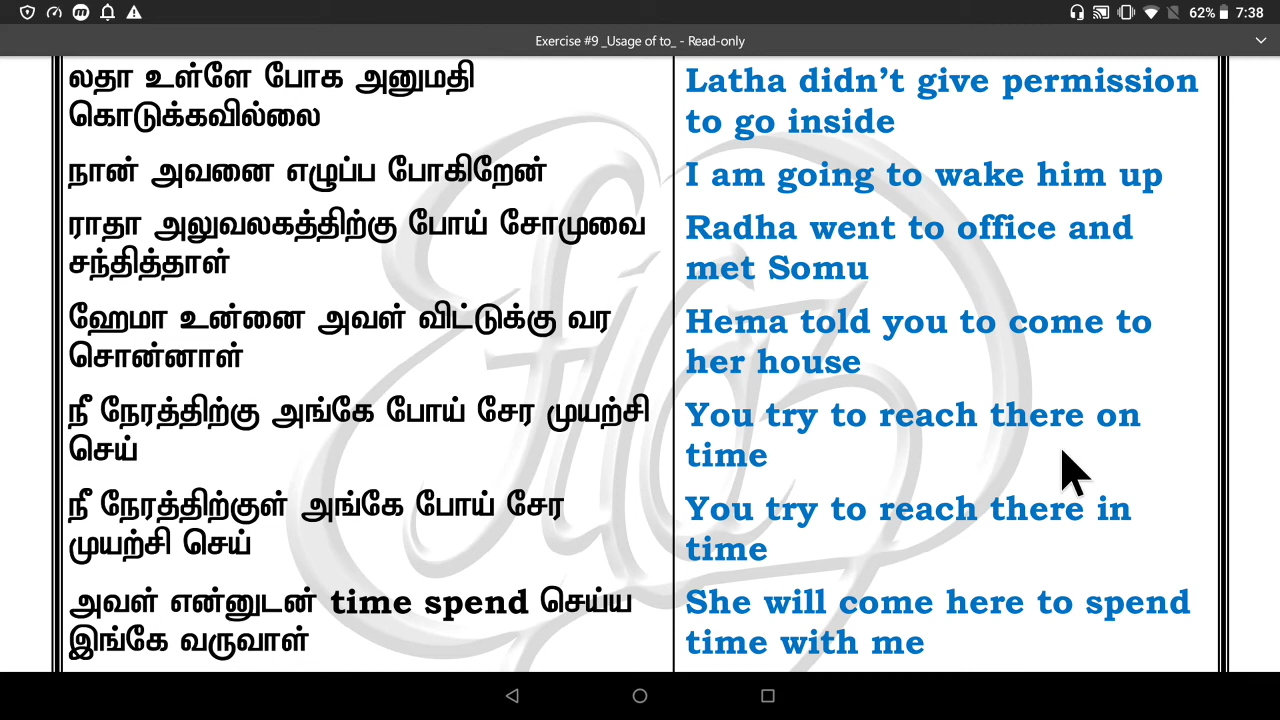 62% 7:38
Exercise #9 _Usage of to_ - Read-only
லதா உள்ளே போக அனுமதி
கொடுக்கவில்லை
Latha didn’t give permission
to go inside
நான் அவனை எழுப்ப போகிறேன்
I am going to wake him up
ராதா அலுவலகத்திற்கு போய் சோமுவை
சந்தித்தாள்
Radha went to office and
met Somu
ஹேமா உன்னை அவள் விட்டுக்கு வர
சொன்னாள்
Hema told you to come to
her house
நீ நேரத்திற்கு அங்கே போய் சேர முயற்சி
செய்
You try to reach there on
time
நீ நேரத்திற்குள் அங்கே போய் சேர
முயற்சி செய்
You try to reach there in
time
அவள் என்னுடன் time spend செய்ய
இங்கே வருவாள்
She will come here to spend
time with me